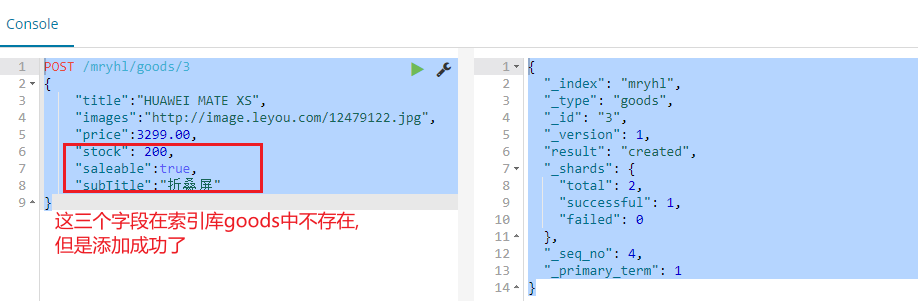 Console
1 POST /mryhl/goods/3
2 {
3 "title":"HUAWEI MATE XS",
4 "images":"http://image.leyou.com/12479122.jpg",
5 "price":3299.00,
6 "stock": 200,
7 "saleable":true,
8 "subTitle":"折叠屏"
9 }
这三个字段在索引库goods中不存在,
但是添加成功了
1 {
2 "_index": "mryhl",
3 "_type": "goods",
4 "_id": "3",
5 "_version": 1,
6 "result": "created",
7 "_shards": {
8 "total": 2,
9 "successful": 1,
10 "failed": 0
11 },
12 "_seq_no": 4,
13 "_primary_term": 1
14 }